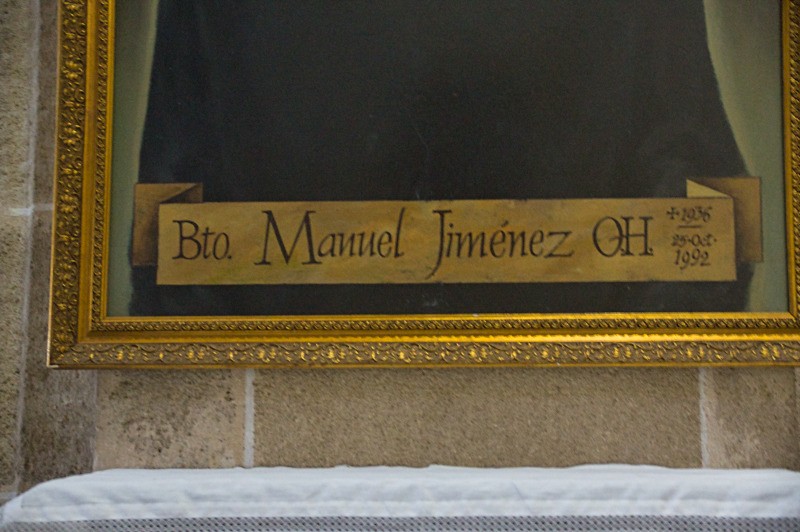 Bto. Manuel Jiménez OH.
✝1936
25·Oct·
1992